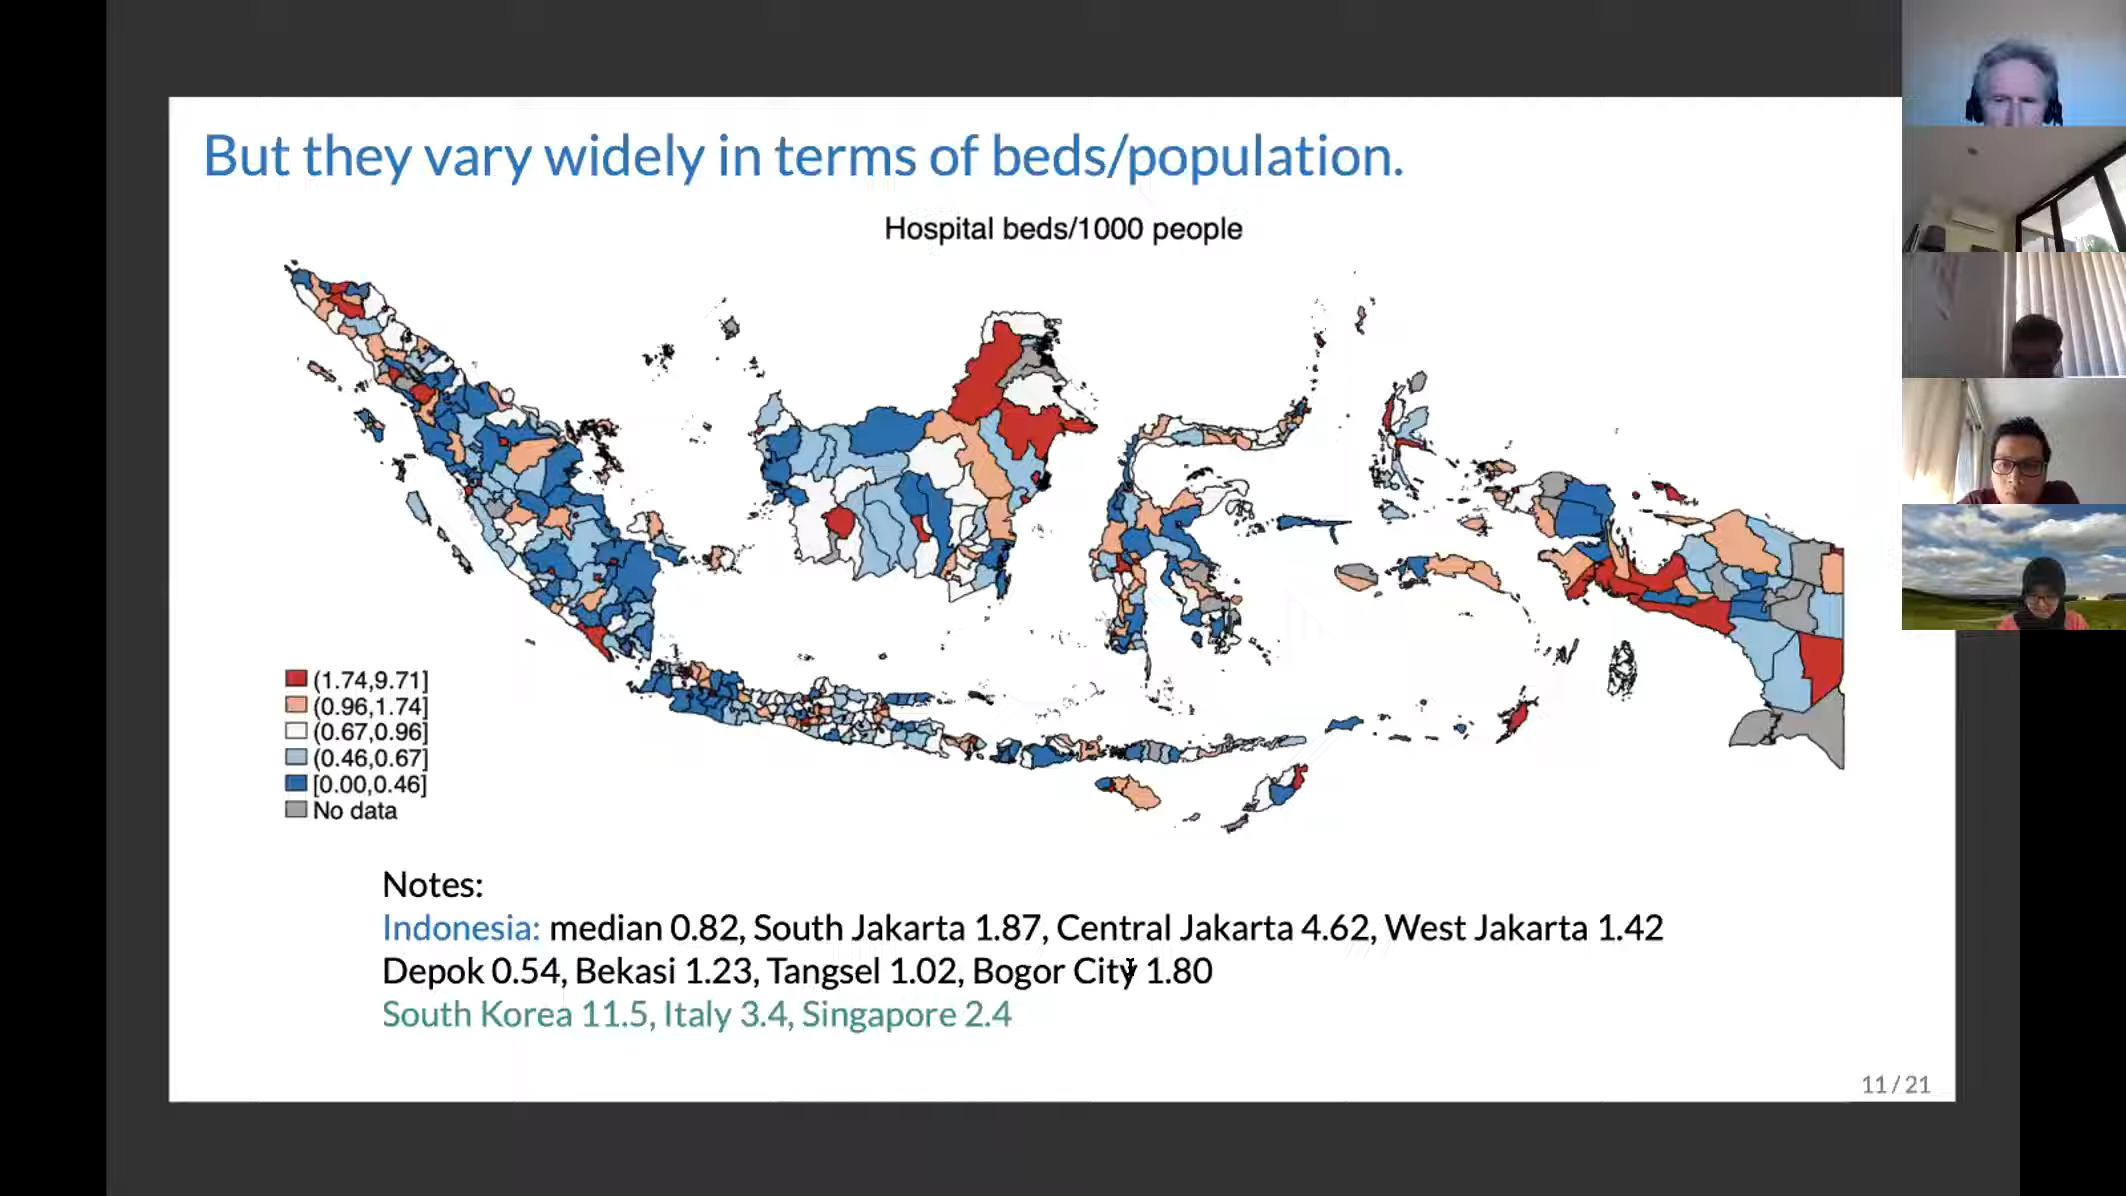 But they vary widely in terms of beds/population.
Hospital beds/1000 people
(1.74,9.71]
(0.96,1.74]
(0.67,0.96]
(0.46,0.67]
[0.00,0.46]
No data
Notes:
Indonesia: median 0.82, South Jakarta 1.87, Central Jakarta 4.62, West Jakarta 1.42
Depok 0.54, Bekasi 1.23, Tangsel 1.02, Bogor City 1.80
South Korea 11.5, Italy 3.4, Singapore 2.4
11 / 21